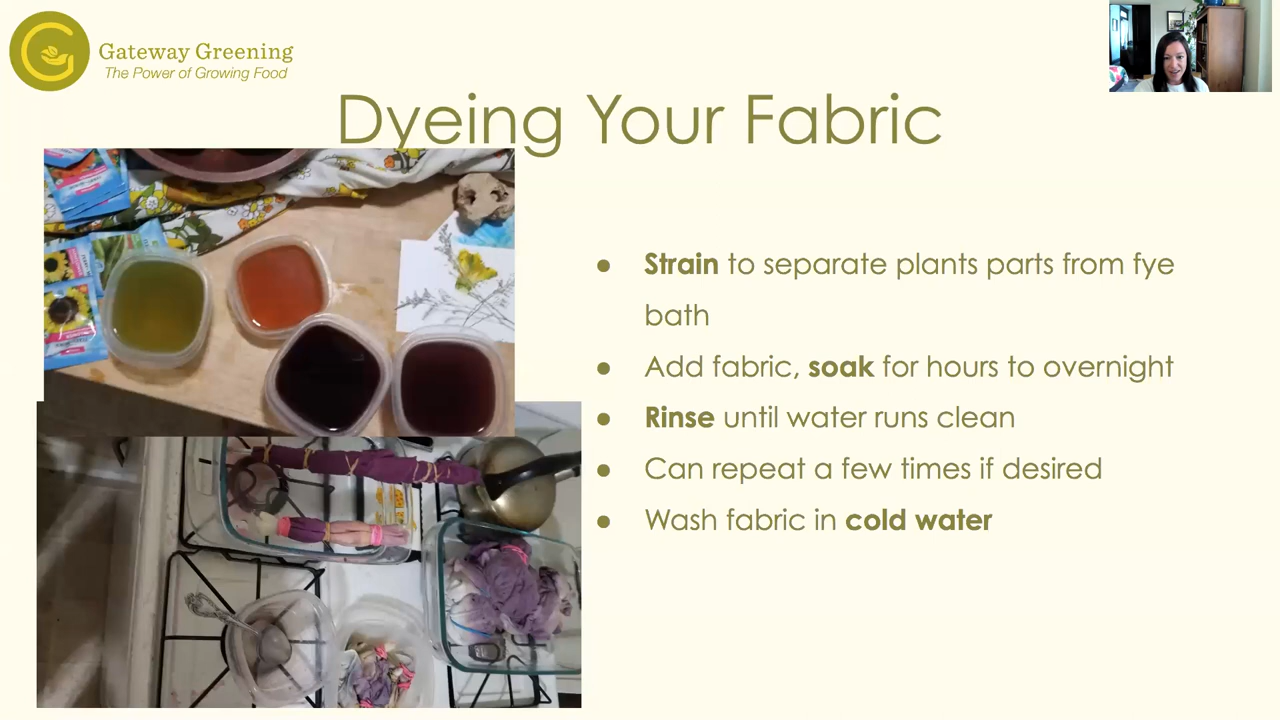 Gateway Greening
The Power of Growing Food
Dyeing Your Fabric
● Strain to separate plants parts from fye
bath
● Add fabric, soak for hours to overnight
● Rinse until water runs clean
● Can repeat a few times if desired
● Wash fabric in cold water